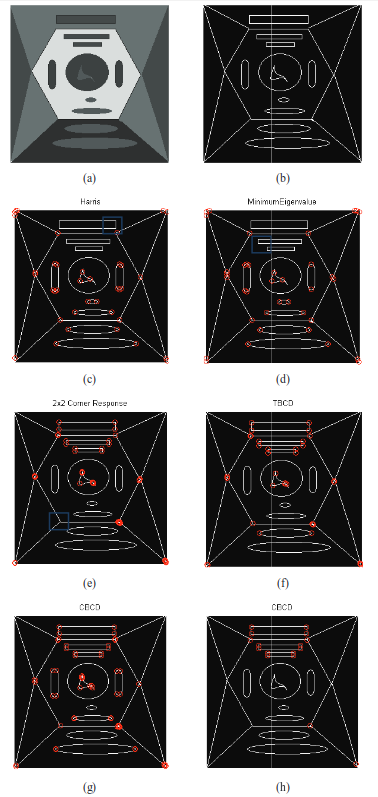 (a) (b)
Harris MinimumEigenvalue
(c) (d)
2x2 Corner Response TBCD
(e) (f)
CBCD CBCD
(g) (h)